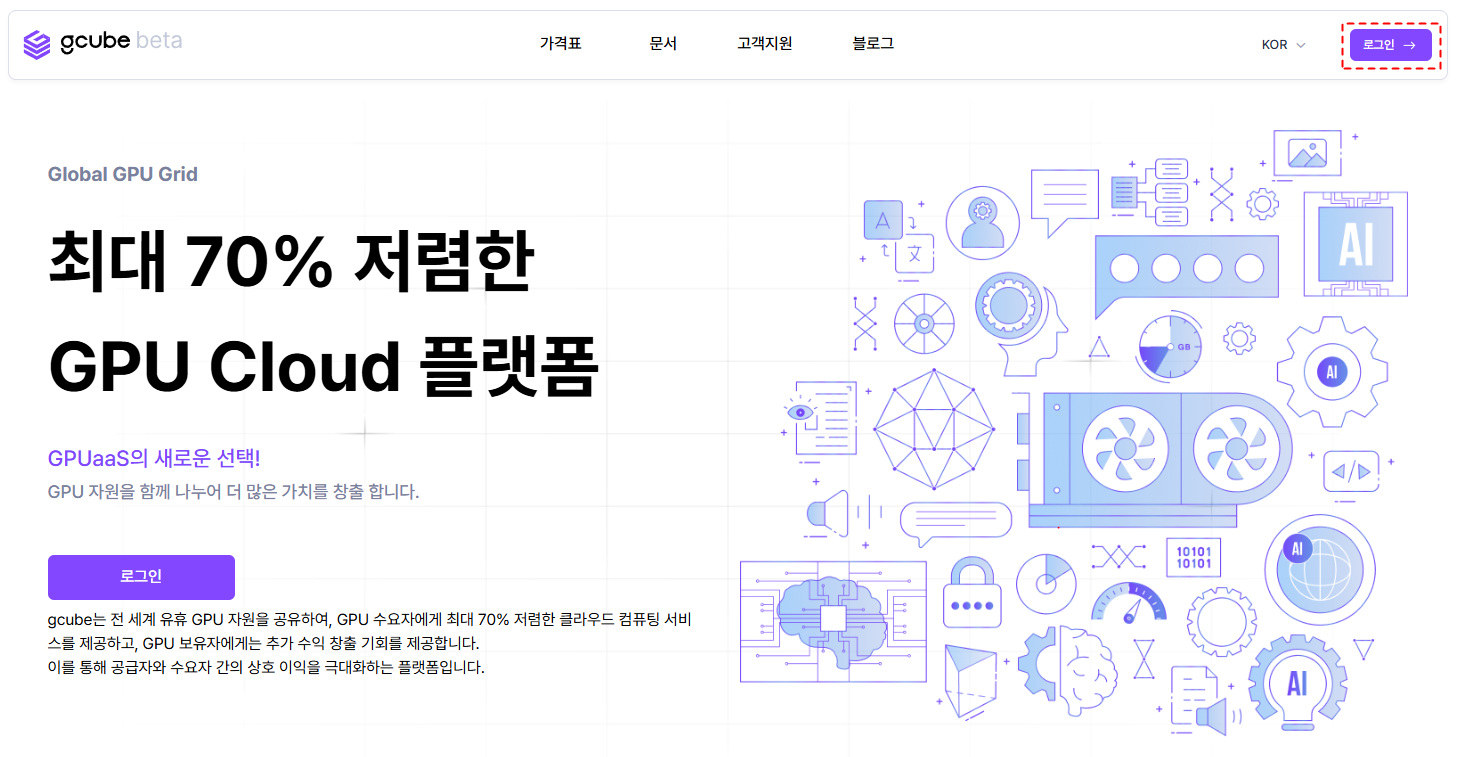 gcube beta
가격표
문서
고객지원
블로그
KOR
로그인 →
Global GPU Grid
최대 70% 저렴한
GPU Cloud 플랫폼
GPUaaS의 새로운 선택!
GPU 자원을 함께 나누어 더 많은 가치를 창출 합니다.
로그인
gcube는 전 세계 유휴 GPU 자원을 공유하여, GPU 수요자에게 최대 70% 저렴한 클라우드 컴퓨팅 서비
스를 제공하고, GPU 보유자에게는 추가 수익 창출 기회를 제공합니다.
이를 통해 공급자와 수요자 간의 상호 이익을 극대화하는 플랫폼입니다.
A
文
AI
GB
AI
</>
AI
10101
10101
AI